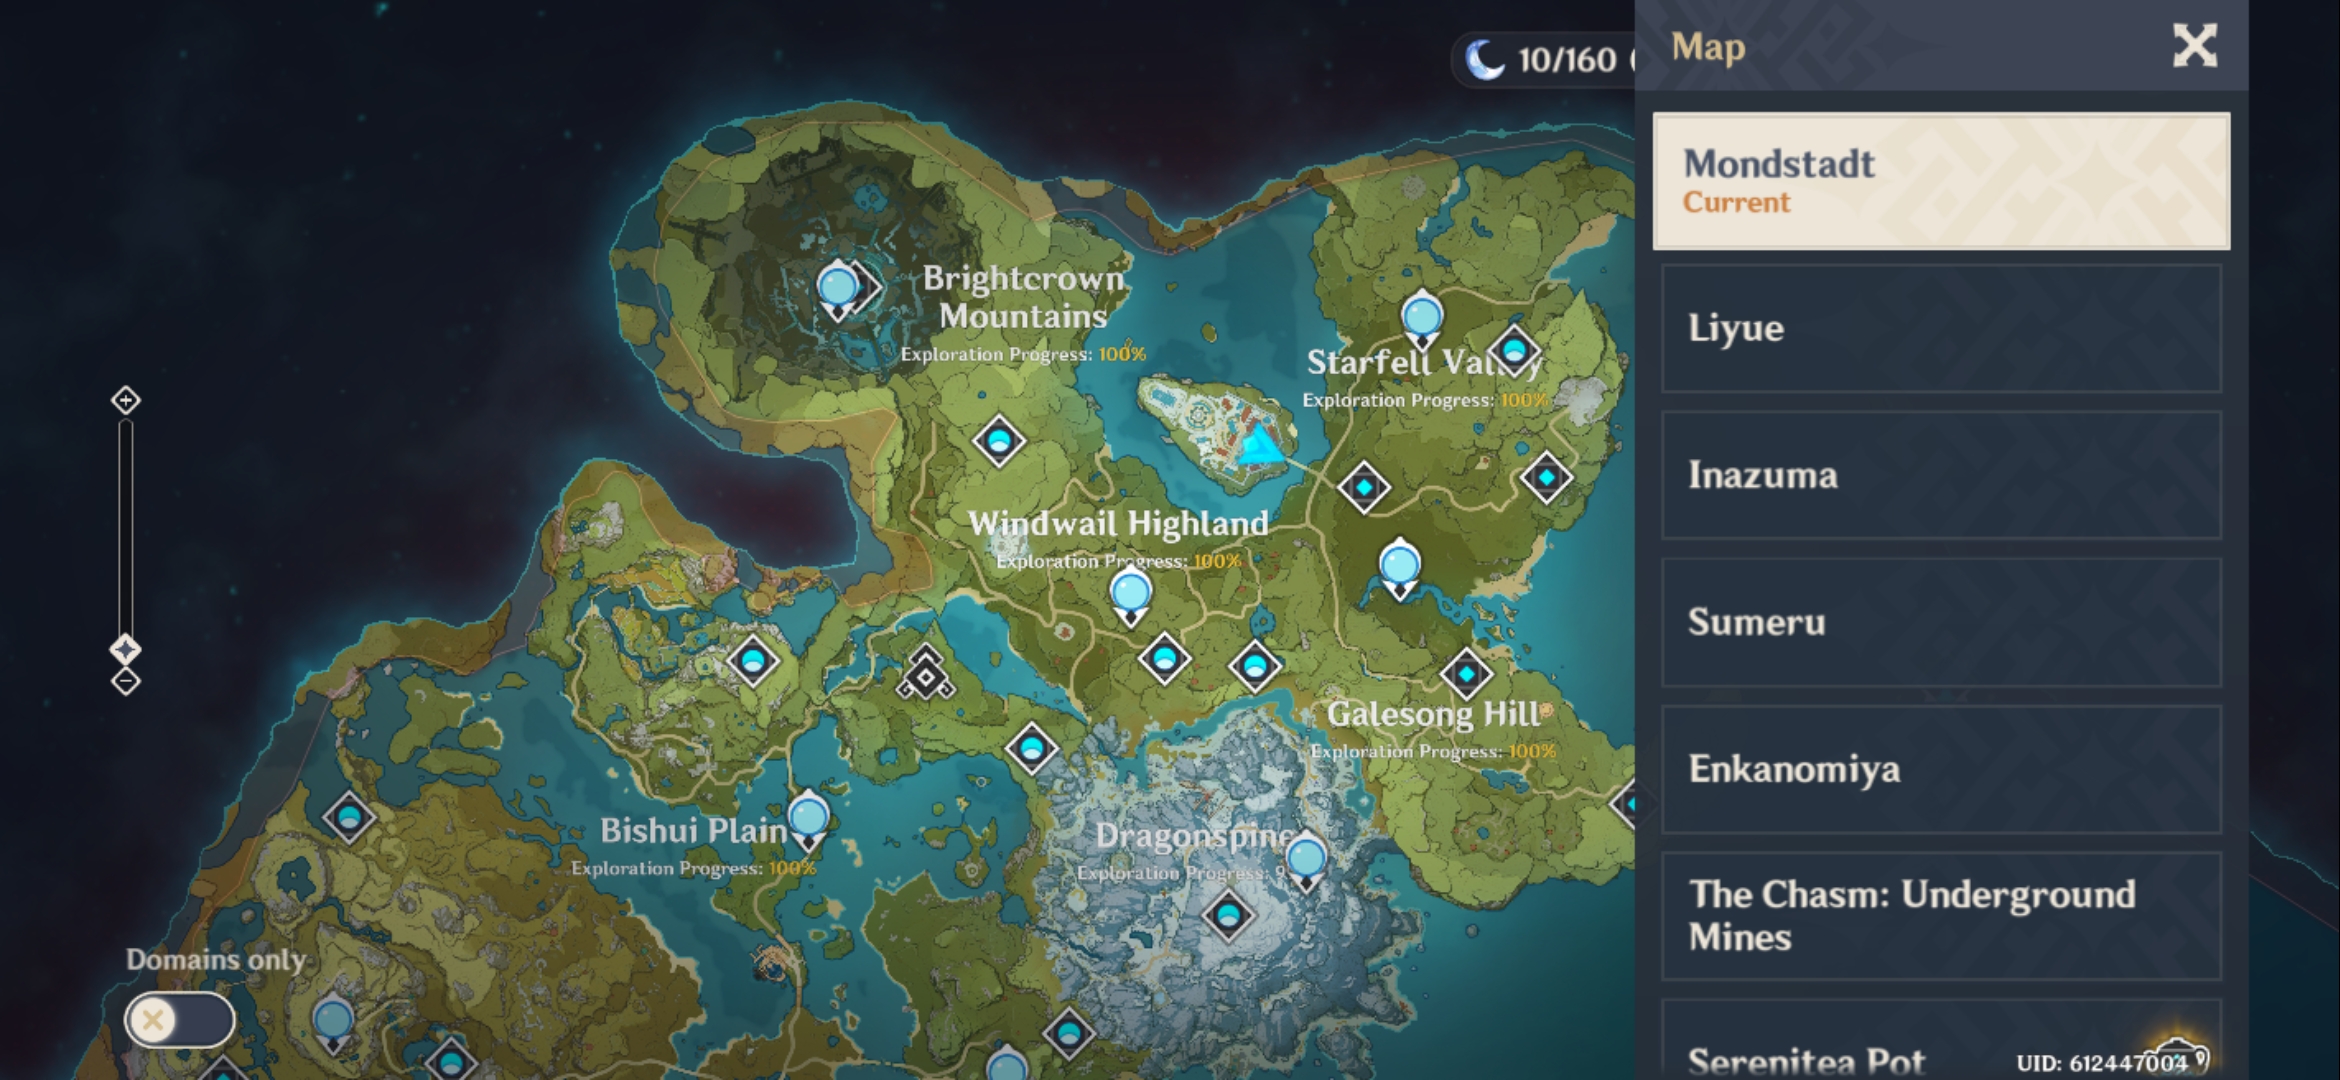 10/160
Map
Mondstadt
Current
Liyue
Inazuma
Sumeru
Enkanomiya
The Chasm: Underground
Mines
Serenitea Pot
UID: 612447004
Brightcrown
Mountains
Exploration Progress: 100%
Starfell
Exploration Progress: 100%
Windwail Highland
Exploration Progress: 100%
Galesong Hill
Exploration Progress: 100%
Bishui Plain
Exploration Progress: 100%
Dragonspine
Exploration Progress: 9
Domains only